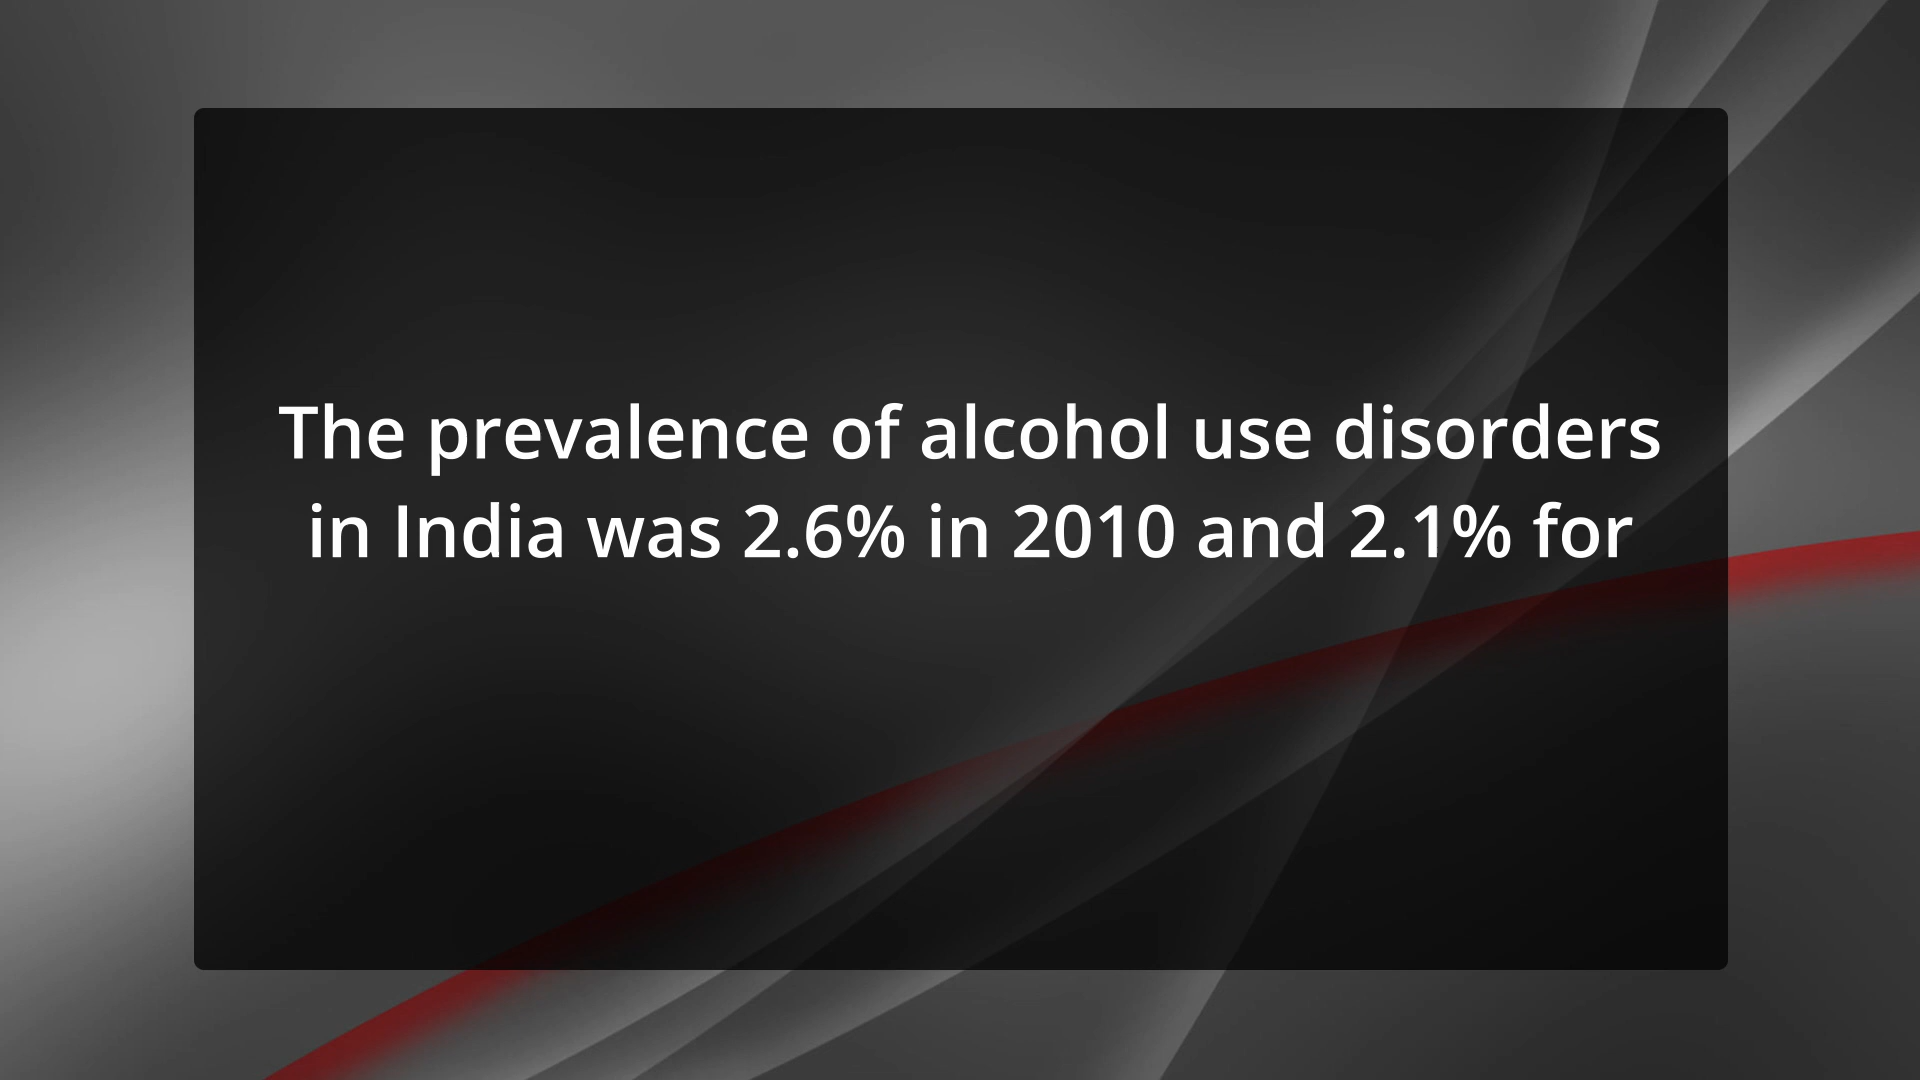 The prevalence of alcohol use disorders
in India was 2.6% in 2010 and 2.1% for